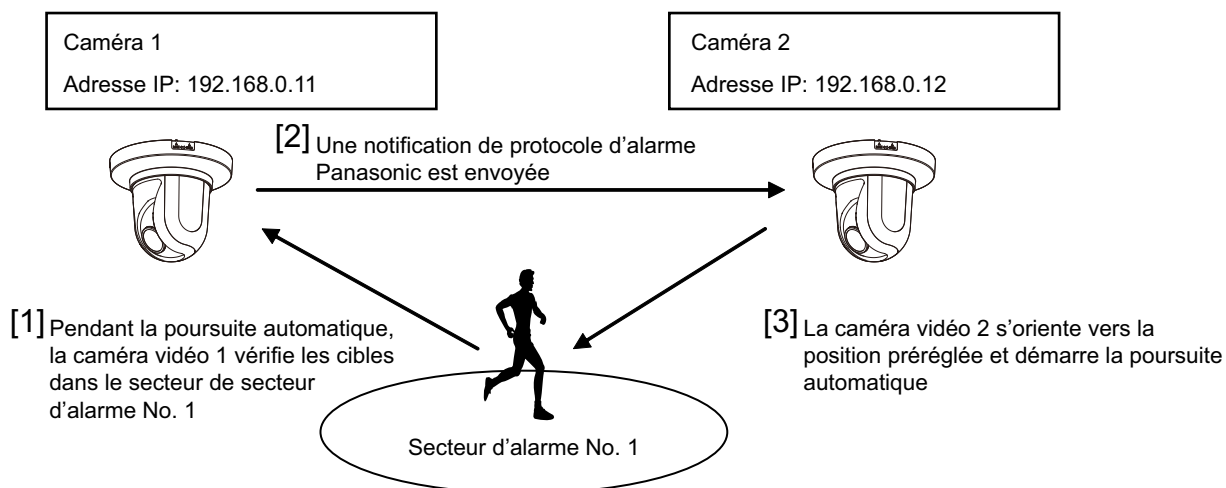 Caméra 1
Adresse IP: 192.168.0.11
Caméra 2
Adresse IP: 192.168.0.12
[2] Une notification de protocole d'alarme
Panasonic est envoyée
[1] Pendant la poursuite automatique,
la caméra vidéo 1 vérifie les cibles
dans le secteur de secteur
d'alarme No. 1
[3] La caméra vidéo 2 s'oriente vers la
position préréglée et démarre la poursuite
automatique
Secteur d'alarme No. 1